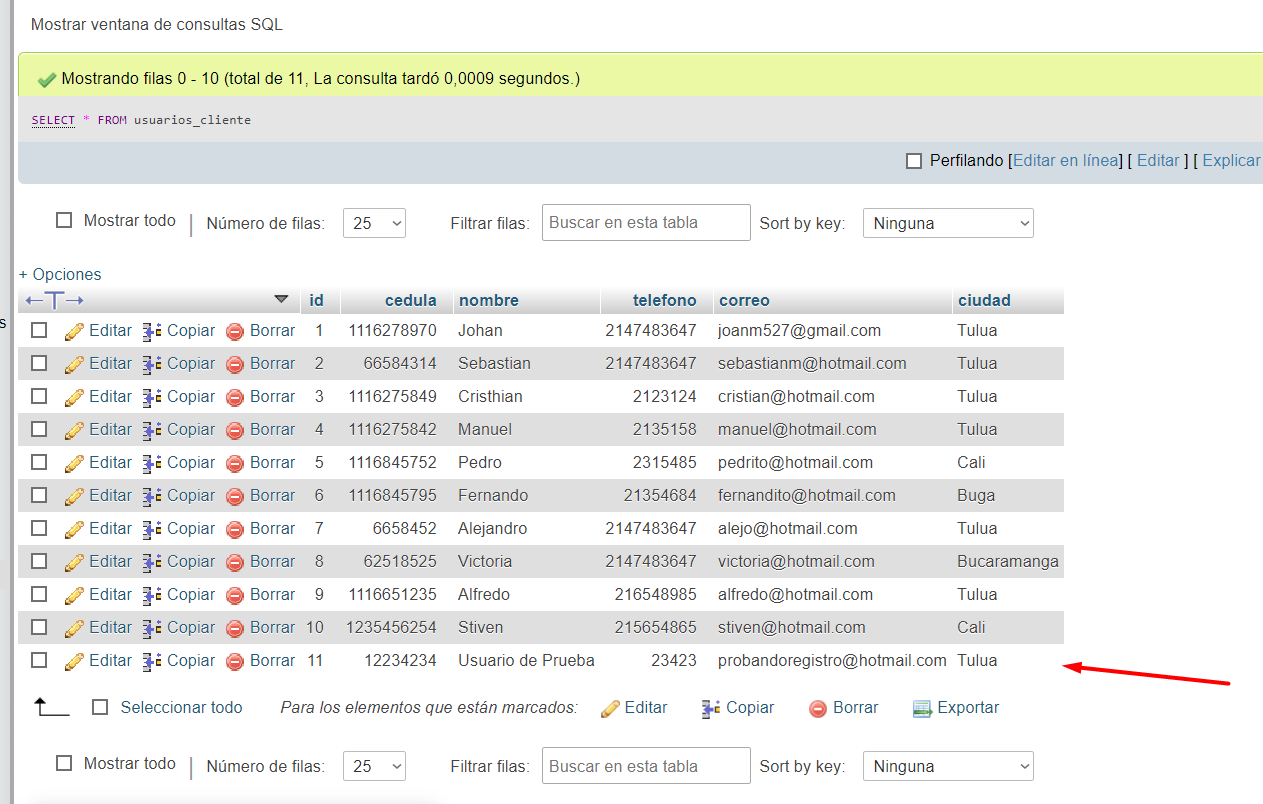 Mostrar ventana de consultas SQL
Mostrando filas 0 - 10 (total de 11, La consulta tardó 0,0009 segundos.)
SELECT * FROM usuarios_cliente
Perfilando [Editar en línea] [ Editar ] [ Explicar
Mostrar todo | Número de filas: 25 Filtrar filas: Buscar en esta tabla Sort by key: Ninguna
+ Opciones
←T→ id cedula nombre telefono correo ciudad
s
Editar Copiar Borrar 1 1116278970 Johan 2147483647 joanm527@gmail.com Tulua
Editar Copiar Borrar 2 66584314 Sebastian 2147483647 sebastianm@hotmail.com Tulua
Editar Copiar Borrar 3 1116275849 Cristhian 2123124 cristian@hotmail.com Tulua
Editar Copiar Borrar 4 1116275842 Manuel 2135158 manuel@hotmail.com Tulua
Editar Copiar Borrar 5 1116845752 Pedro 2315485 pedrito@hotmail.com Cali
Editar Copiar Borrar 6 1116845795 Fernando 21354684 fernandito@hotmail.com Buga
Editar Copiar Borrar 7 6658452 Alejandro 2147483647 alejo@hotmail.com Tulua
Editar Copiar Borrar 8 62518525 Victoria 2147483647 victoria@hotmail.com Bucaramanga
Editar Copiar Borrar 9 1116651235 Alfredo 216548985 alfredo@hotmail.com Tulua
Editar Copiar Borrar 10 1235456254 Stiven 215654865 stiven@hotmail.com Cali
Editar Copiar Borrar 11 12234234 Usuario de Prueba 23423 probandoregistro@hotmail.com Tulua
Seleccionar todo Para los elementos que están marcados: Editar Copiar Borrar Exportar
Mostrar todo | Número de filas: 25 Filtrar filas: Buscar en esta tabla Sort by key: Ninguna